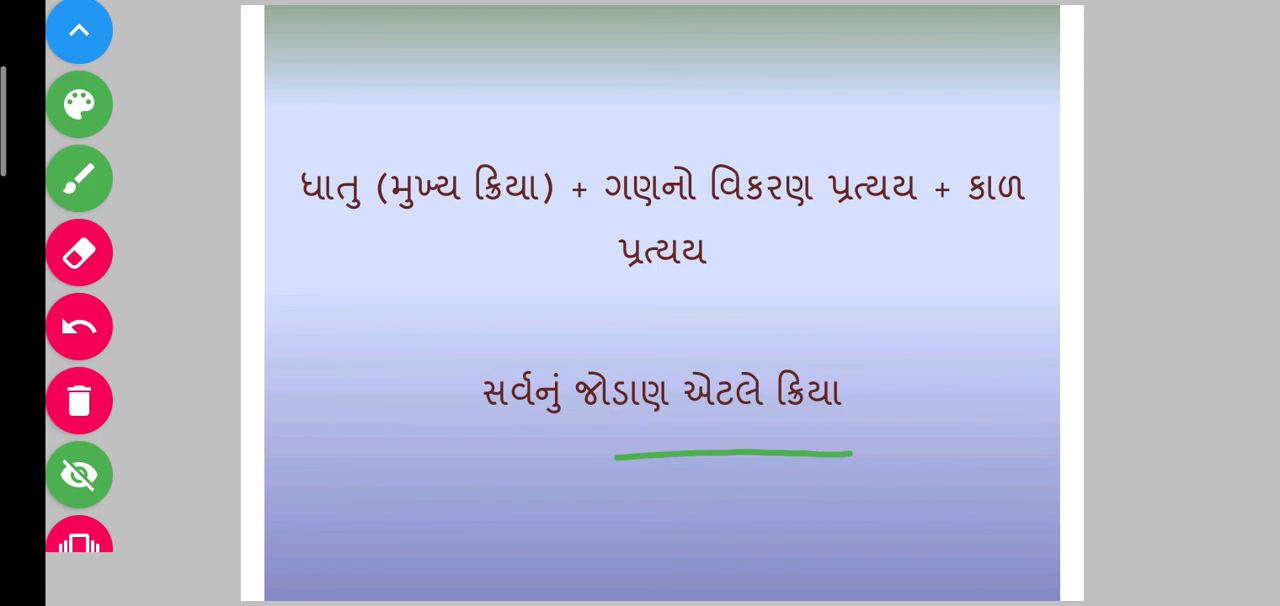 ધાતુ (મુખ્ય ક્રિયા) + ગણનો વિકરણ પ્રત્યય + કાળ
પ્રત્યય
સર્વનું જોડાણ એટલે ક્રિયા